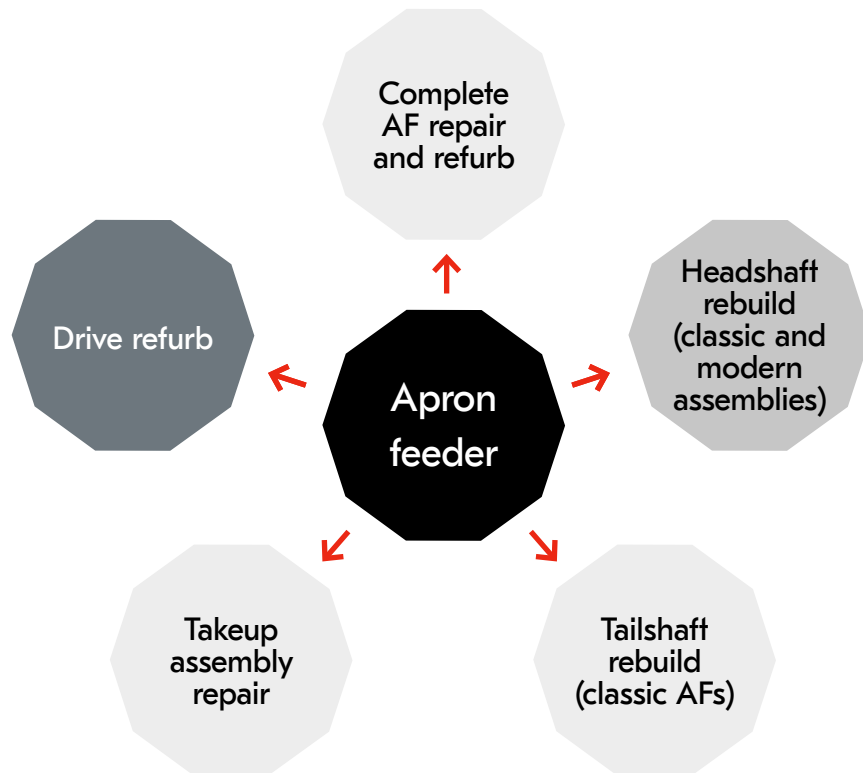 Complete
AF repair
and refurb
Headshaft
rebuild
(classic and
modern
assemblies)
Drive refurb
Apron
feeder
Takeup
assembly
repair
Tailshaft
rebuild
(classic AFs)